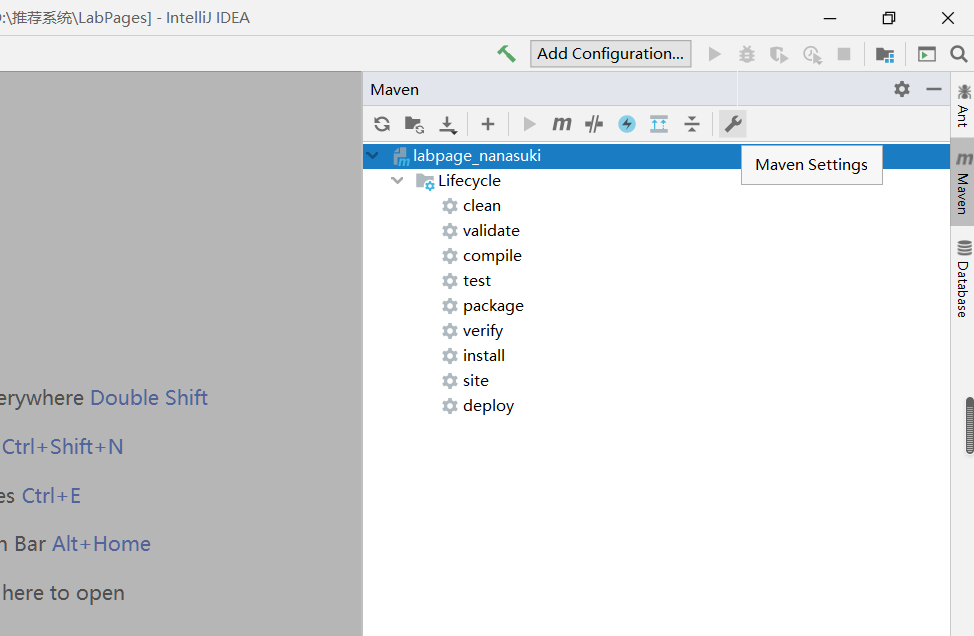 :\推荐系统\LabPages] - IntelliJ IDEA
Add Configuration...
Maven
m
labpage_nanasuki
Maven Settings
Lifecycle
clean
validate
compile
test
package
verify
install
site
deploy
erywhere Double Shift
Ctrl+Shift+N
es Ctrl+E
n Bar Alt+Home
here to open
Ant
m
Maven
Database